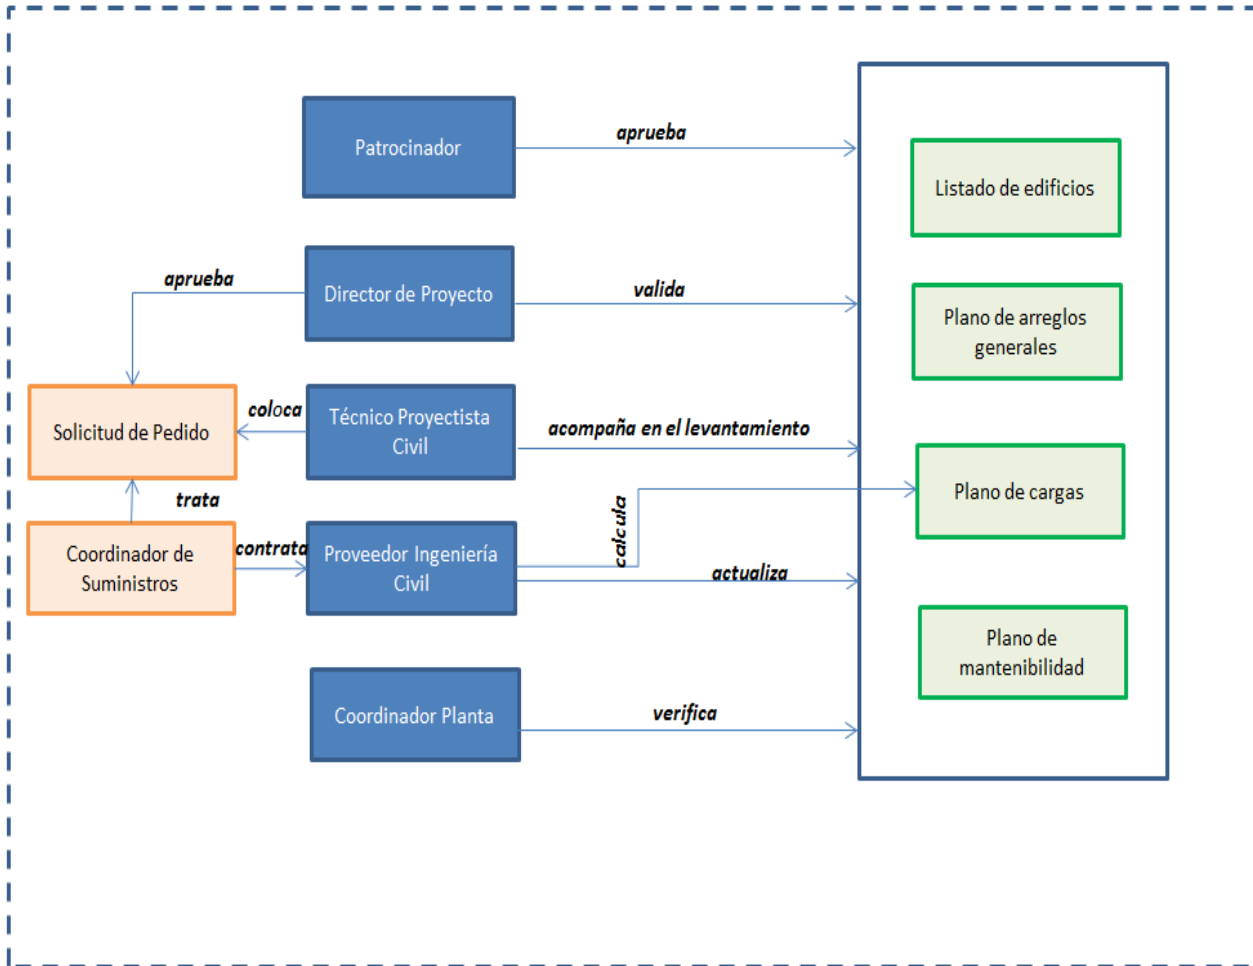 Patrocinador
aprueba
Listado de edificios
aprueba
Director de Proyecto
valida
Plano de arreglos
generales
Solicitud de Pedido
coloca
Técnico Proyectista
Civil
acompaña en el levantamiento
Plano de cargas
trata
calcula
Coordinador de
Suministros
contrata
Proveedor Ingeniería
Civil
actualiza
Plano de
mantenibilidad
Coordinador Planta
verifica